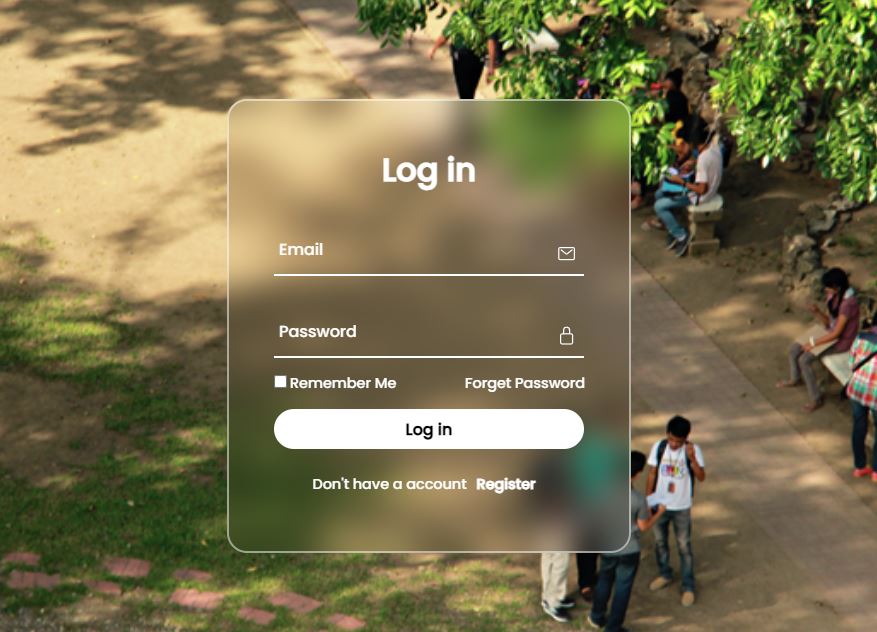 Log in
Email
Password
Remember Me Forget Password
Log in
Don't have a account Register